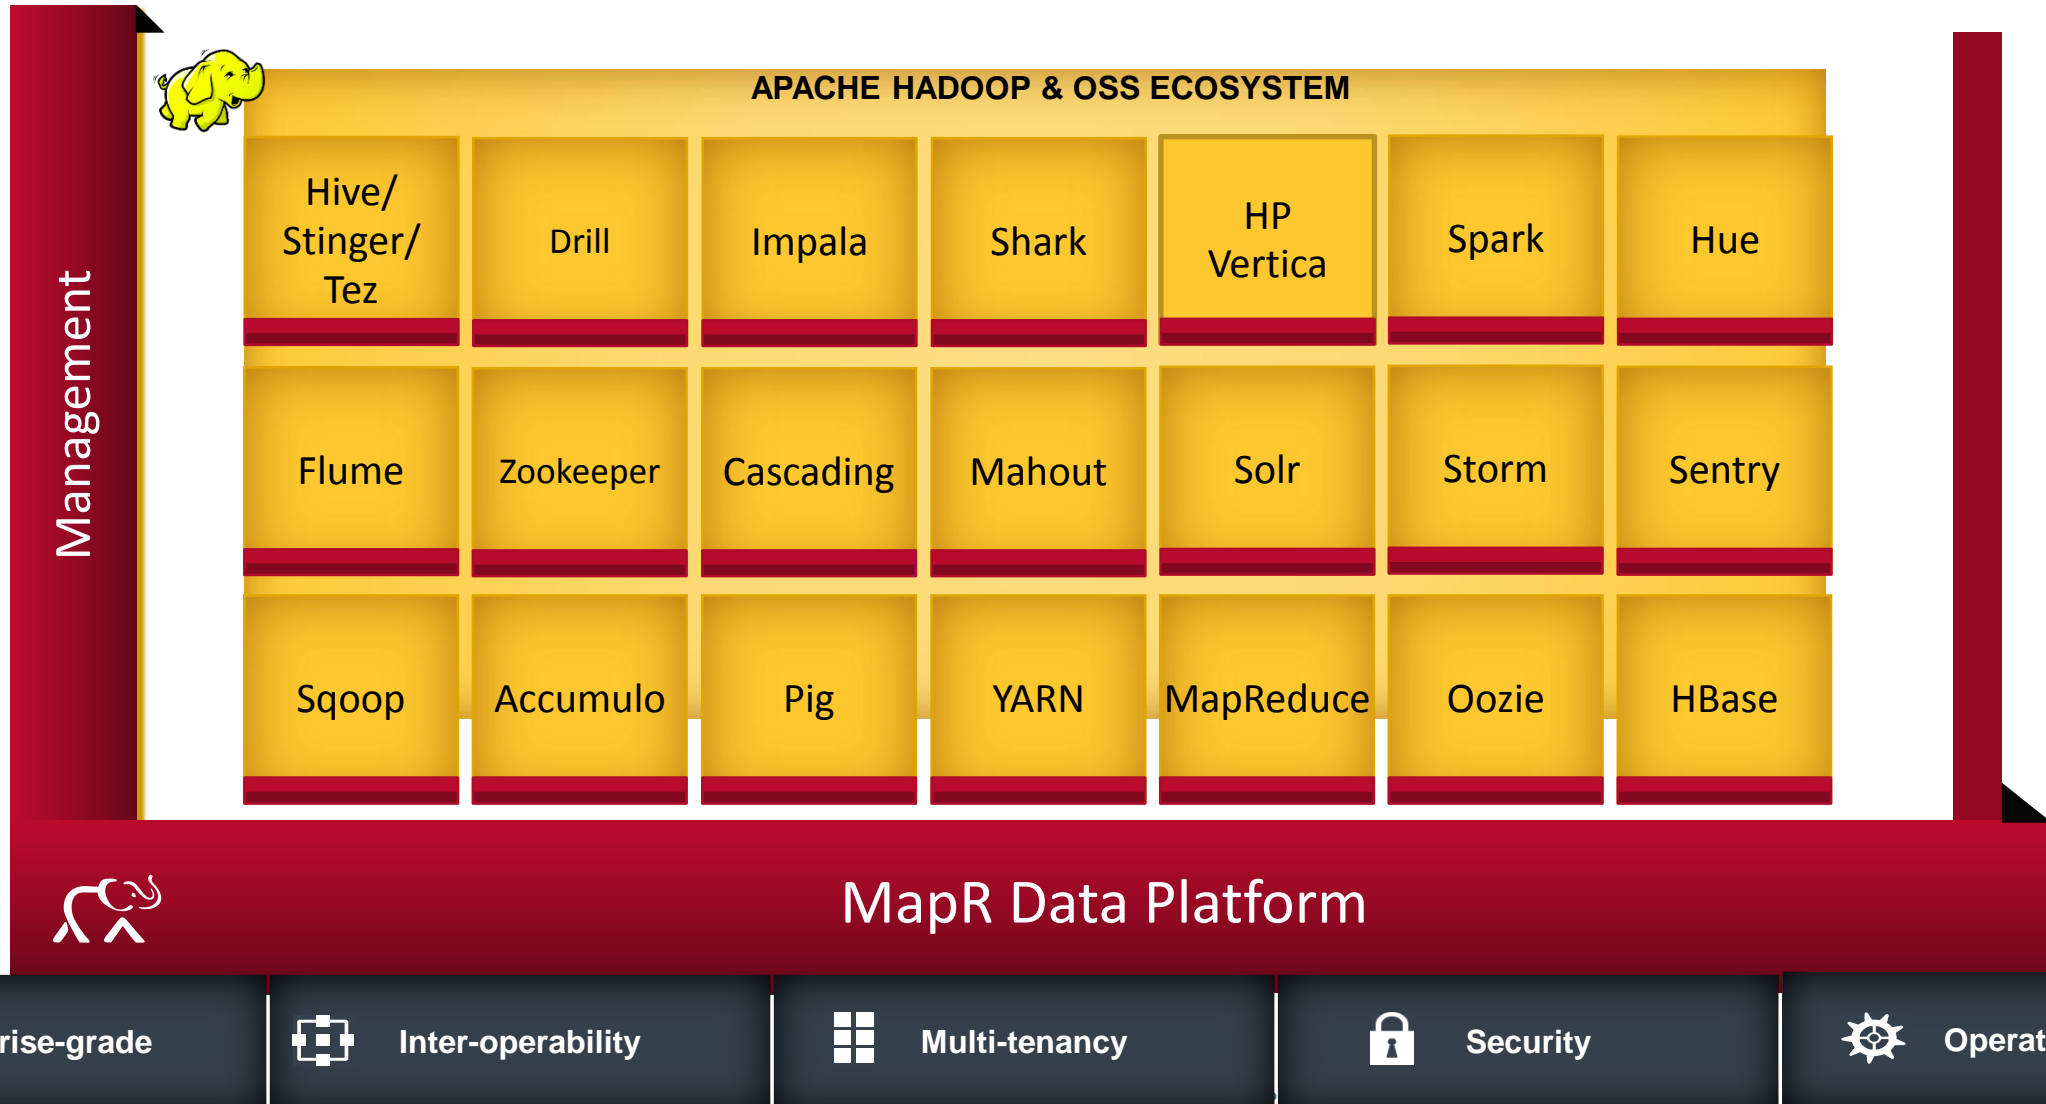 APACHE HADOOP & OSS ECOSYSTEM
Management
Hive/
Stinger/
Tez
Drill
Impala
Shark
HP
Vertica
Spark
Hue
Flume
Zookeeper
Cascading
Mahout
Solr
Storm
Sentry
Sqoop
Accumulo
Pig
YARN
MapReduce
Oozie
HBase
MapR Data Platform
rise-grade
Inter-operability
Multi-tenancy
Security
Operat